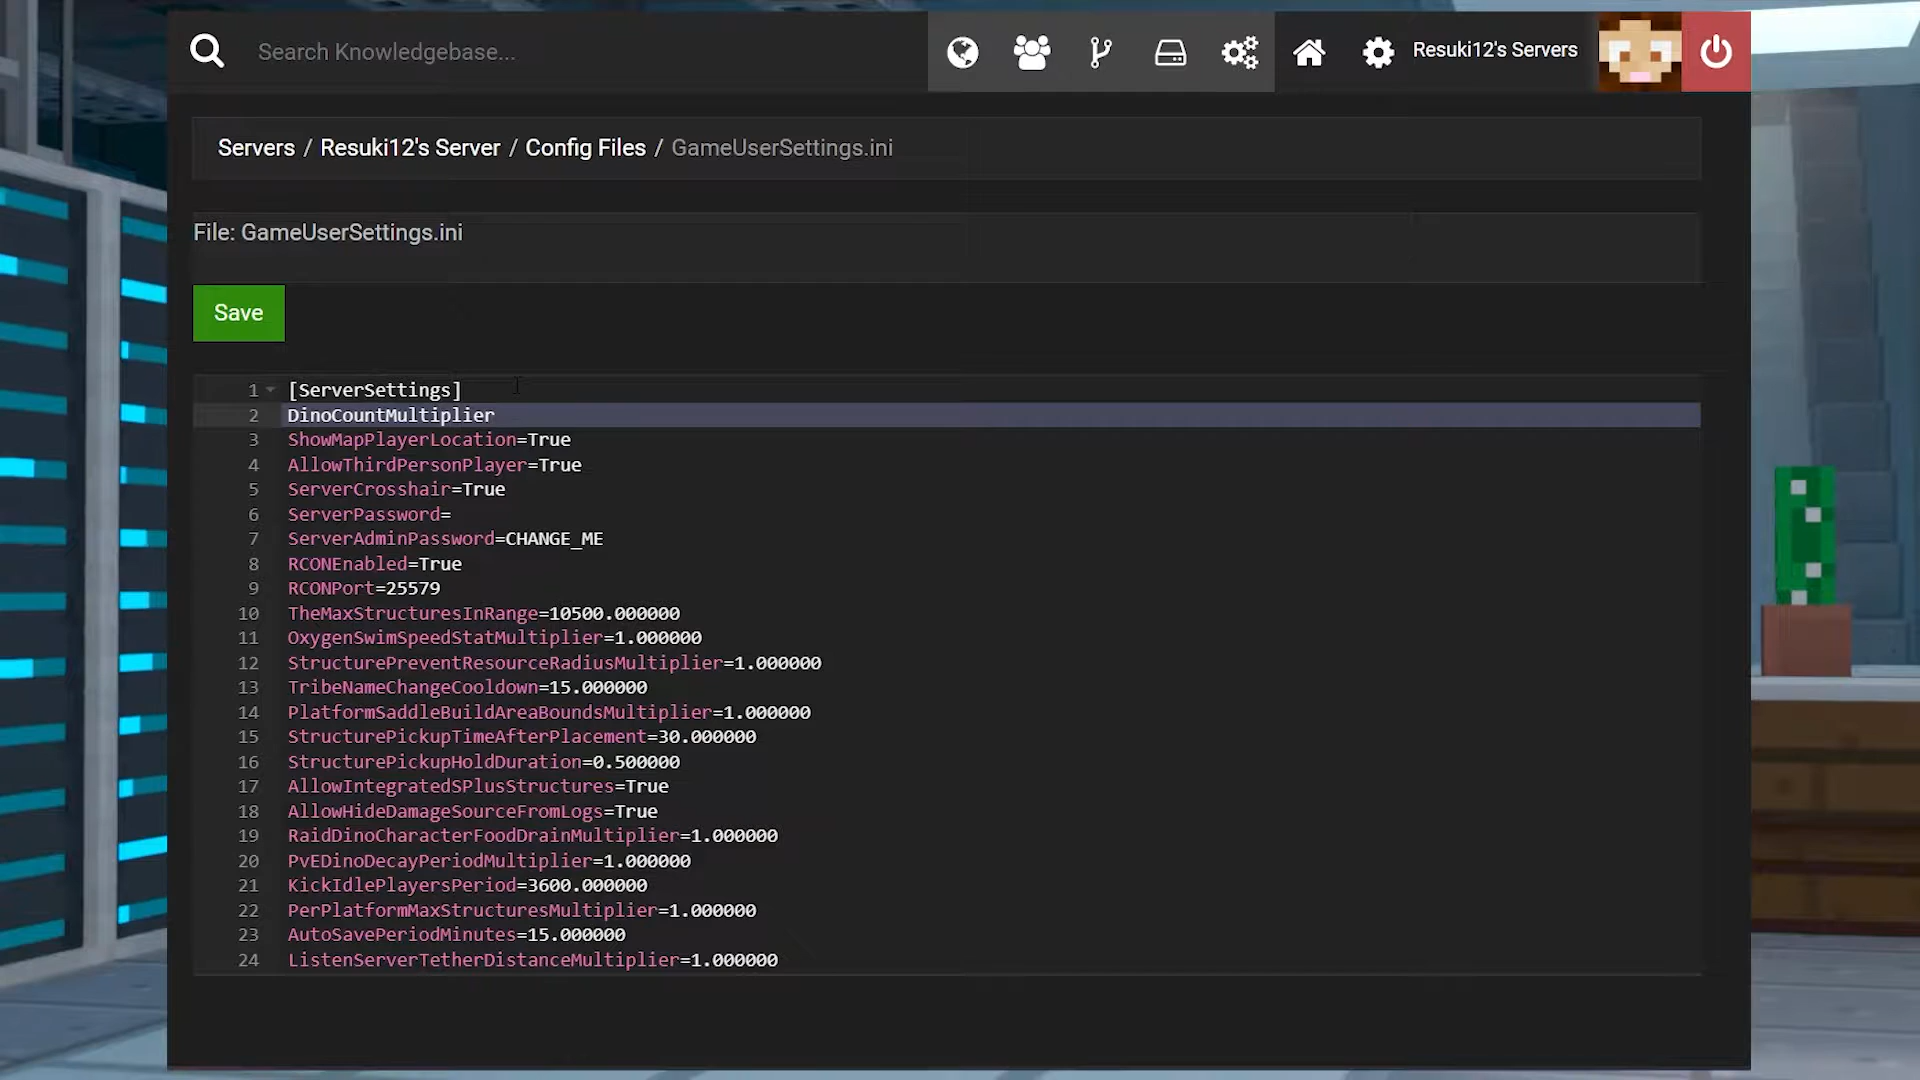 Search Knowledgebase...
Resuki12's Servers
Servers / Resuki12's Server / Config Files / GameUserSettings.ini
File: GameUserSettings.ini
Save
1 [ServerSettings]
2 DinoCountMultiplier
3 ShowMapPlayerLocation=True
4 AllowThirdPersonPlayer=True
5 ServerCrosshair=True
6 ServerPassword=
7 ServerAdminPassword=CHANGE_ME
8 RCONEnabled=True
9 RCONPort=25579
10 TheMaxStructuresInRange=10500.000000
11 OxygenSwimSpeedStatMultiplier=1.000000
12 StructurePreventResourceRadiusMultiplier=1.000000
13 TribeNameChangeCooldown=15.000000
14 PlatformSaddleBuildAreaBoundsMultiplier=1.000000
15 StructurePickupTimeAfterPlacement=30.000000
16 StructurePickupHoldDuration=0.500000
17 AllowIntegratedSPlusStructures=True
18 AllowHideDamageSourceFromLogs=True
19 RaidDinoCharacterFoodDrainMultiplier=1.000000
20 PvEDinoDecayPeriodMultiplier=1.000000
21 KickIdlePlayersPeriod=3600.000000
22 PerPlatformMaxStructuresMultiplier=1.000000
23 AutoSavePeriodMinutes=15.000000
24 ListenServerTetherDistanceMultiplier=1.000000